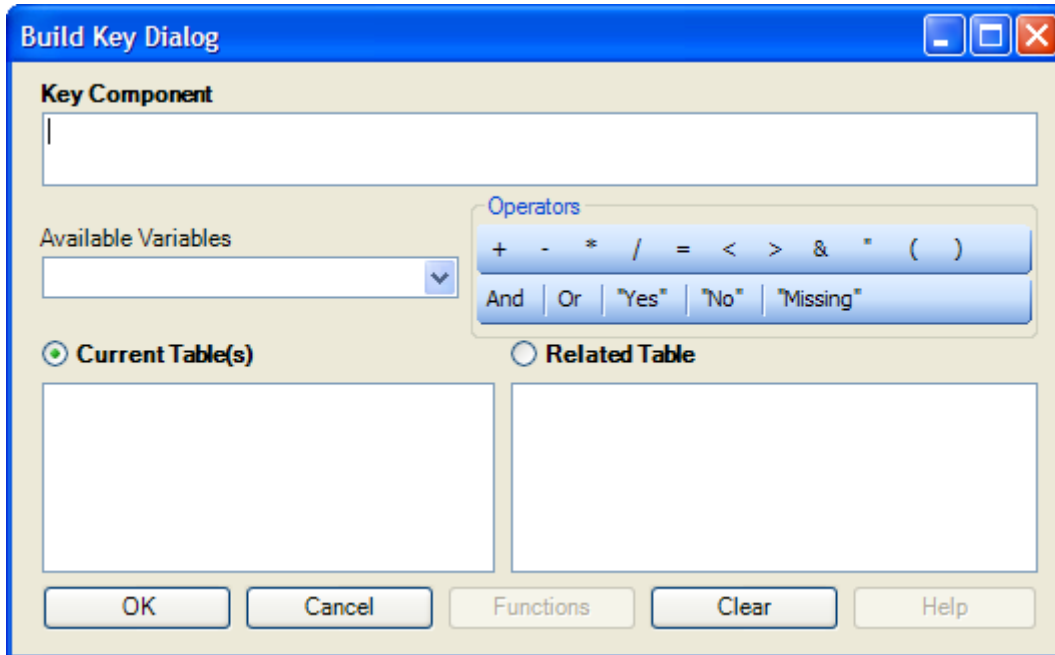 Build Key Dialog
Key Component
Operators
Available Variables
+ - * / = < > & " ( )
And Or "Yes" "No" "Missing"
Current Table(s) Related Table
OK Cancel Functions Clear Help